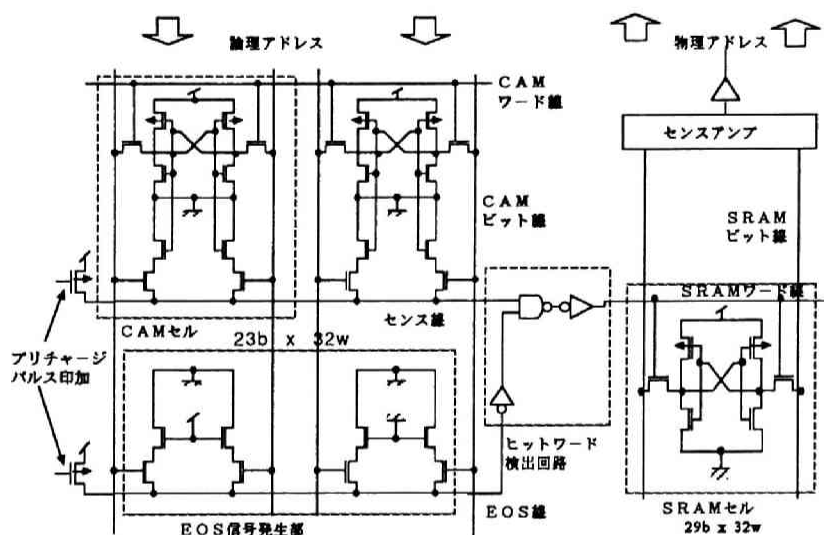 論理アドレス
物理アドレス
CAM
ワード線
センスアンプ
CAM
ビット線
SRAM
ビット線
SRAMワード線
センス線
CAMセル
23b x 32w
プリチャージ
パルス印加
ヒットワード
検出回路
EOS線
EOS信号発生部
SRAMセル
29b x 32w